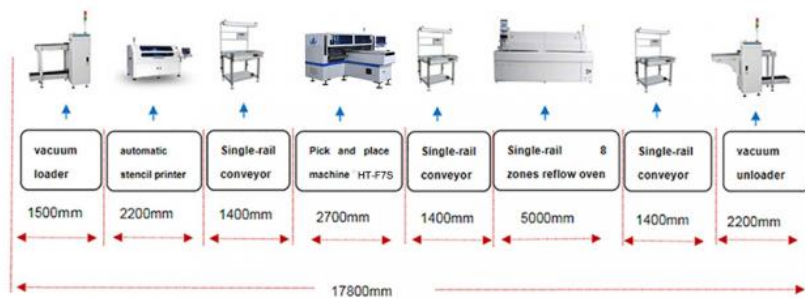 vacuum
loader
automatic
stencil printer
Single-rail
conveyor
Pick and place
machine HT-F7S
Single-rail
conveyor
Single-rail 8
zones reflow oven
Single-rail
conveyor
vacuum
unloader
1500mm
2200mm
1400mm
2700mm
1400mm
5000mm
1400mm
2200mm
17800mm